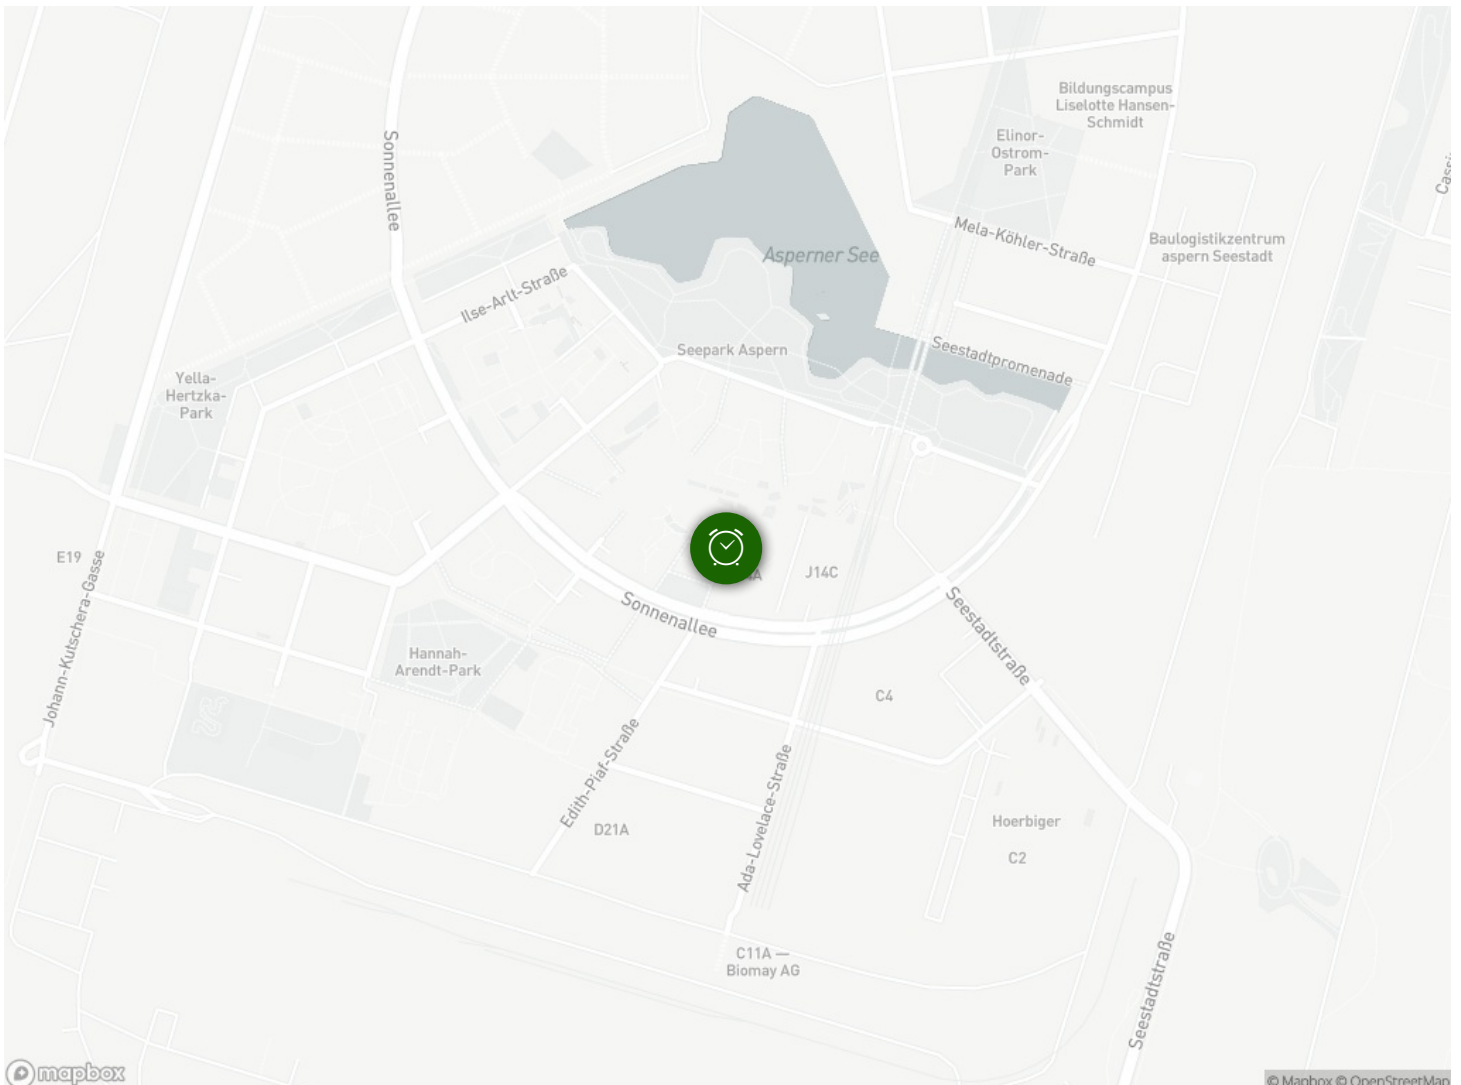 Bildungscampus
Liselotte Hansen-
Schmidt
Elinor-
Ostrom-
Park
Sonnenallee
Mela-Köhler-Straße
Baulogistikzentrum
aspern Seestadt
Asperner See
Ilse-Arlt-Straße
Seepark Aspern
Seestadtpromenade
Yella-
Hertzka-
Park
E19
J14C
Johann-Kutschera-Gasse
Sonnenallee
Seestadtstraße
Hannah-
Arendt-Park
C4
Edith-Piaf-Straße
Ada-Lovelace-Straße
D21A
Hoerbiger
C2
C11A —
Biomay AG
Seestadtstraße
mapbox
© Mapbox © OpenStreetMap